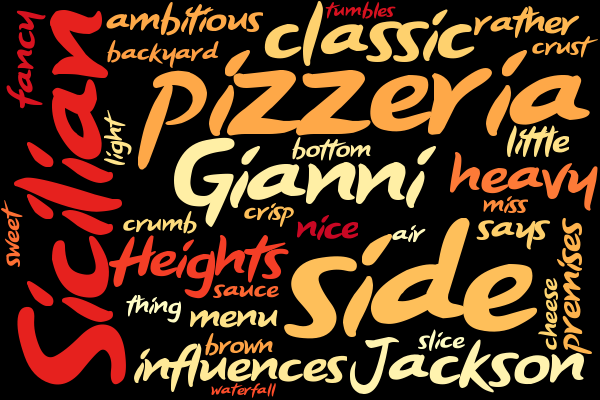 fancy
ambitious
tumbles
classic
rather
crust
backyard
Sicilian
pizzeria
light
little
bottom
Gianni
heavy
miss
sweet
crisp
crumb
nice
air
says
Heights
side
premises
cheese
sauce
thing
menu
brown
slice
influences
Jackson
waterfall